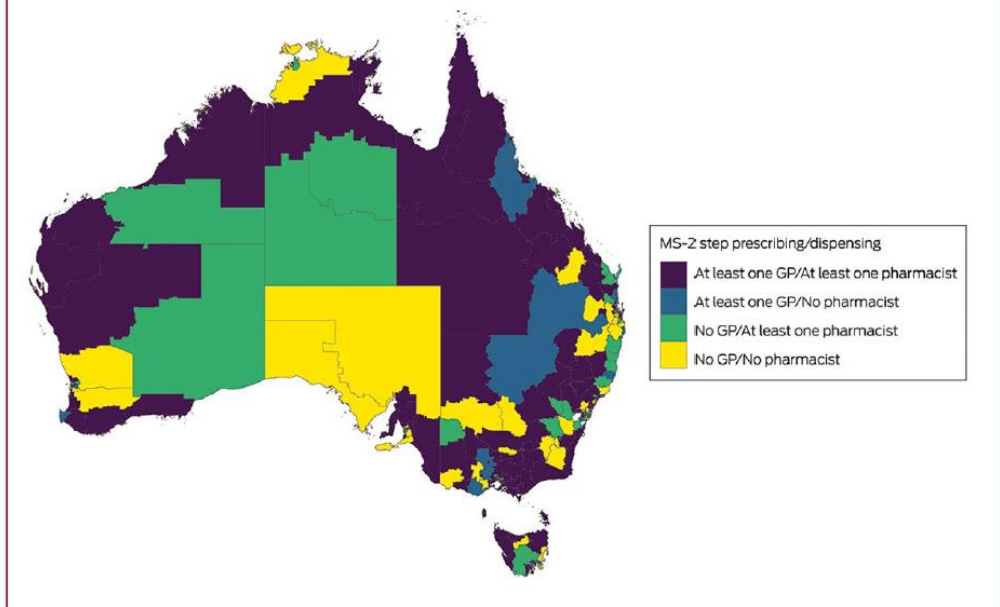 MS-2 step prescribing/dispensing
At least one GP/At least one pharmacist
At least one GP/No pharmacist
No GP/At least one pharmacist
No GP/No pharmacist